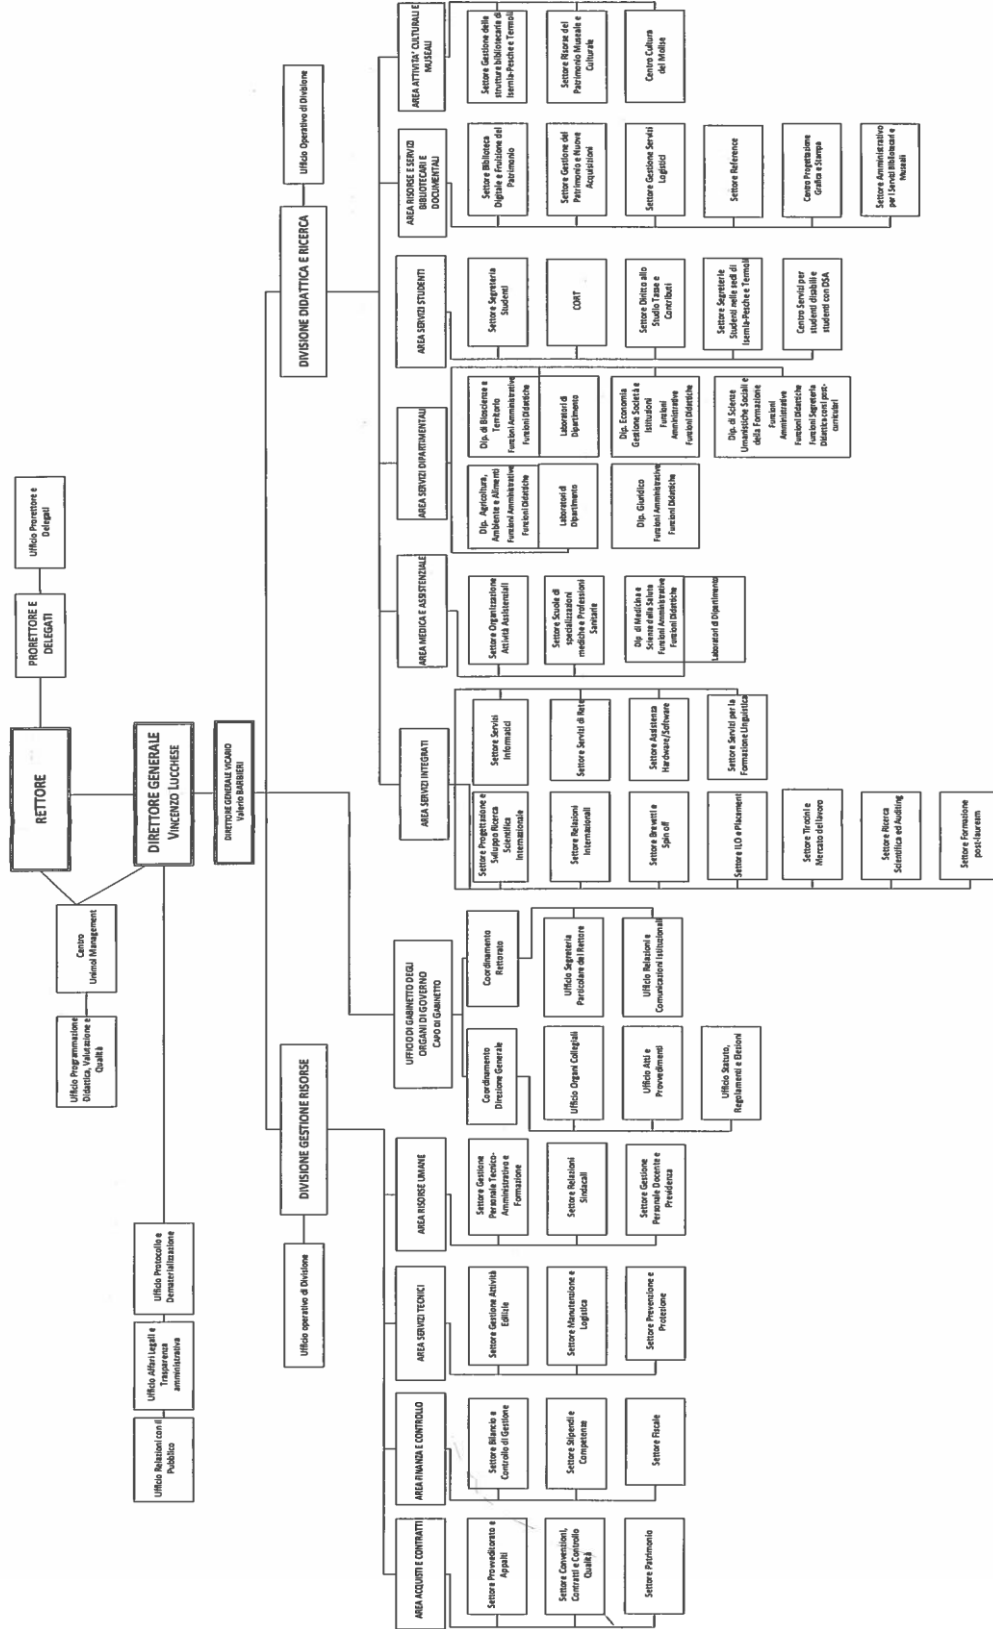 RETTORE
PRORETTORE E
DELEGATI
Ufficio Prorettore e
Delegati
DIRETTORE GENERALE
VINCENZO LUCCHESE
DIRETTORE GENERALE VICARIO
Valerio BARBIERI
Centro
Unimol Management
Ufficio Programmazione
Didattica, Valutazione e
Qualità
Ufficio Relazioni con il
Pubblico
Ufficio Affari Legali e
Trasparenza
amministrativa
Ufficio Protocollo e
Dematerializzazione
DIVISIONE GESTIONE RISORSE
Ufficio operativo di Divisione
AREA ACQUISTI E CONTRATTI
Settore Provveditorato e
Appalti
Settore Convenzioni,
Contratti e Controllo
Qualità
Settore Patrimonio
AREA FINANZA E CONTROLLO
Settore Bilancio e
Controllo di Gestione
Settore Stipendi e
Competenze
Settore Fiscale
AREA SERVIZI TECNICI
Settore Gestione Attività
Edilizie
Settore Manutenzione e
Logistica
Settore Prevenzione e
Protezione
AREA RISORSE UMANE
Settore Gestione
Personale Tecnico-
Amministrativo e
Formazione
Settore Relazioni
Sindacali
Settore Gestione
Personale Docente e
Previdenza
UFFICIO DI GABINETTO DEGLI
ORGANI DI GOVERNO
CAPO DI GABINETTO
Coordinamento
Direzione Generale
Ufficio Organi Collegiali
Ufficio Atti e
Provvedimenti
Ufficio Statuto,
Regolamenti e Elezioni
Coordinamento
Rettorato
Ufficio Segreteria
Particolare del Rettore
Ufficio Relazioni e
Comunicazioni Istituzionali
DIVISIONE DIDATTICA E RICERCA
Ufficio Operativo di Divisione
AREA SERVIZI INTEGRATI
Settore Progettazione e
Sviluppo Ricerca
Scientifica
Internazionale
Settore Relazioni
Internazionali
Settore Brevetti e
Spin off
Settore ILO e Placement
Settore Tirocini e
Mercato del lavoro
Settore Ricerca
Scientifica ed Auditing
Settore Formazione
post-lauream
Settore Servizi
Informatici
Settore Servizi di Rete
Settore Assistenza
Hardware/Software
Settore Servizi per la
Formazione Linguistica
AREA MEDICA E ASSISTENZIALE
Settore Organizzazione
Attività Assistenziali
Settore Scuole di
specializzazioni
mediche e Professioni
Sanitarie
Dip di Medicina e
Scienze della Salute
Funzioni Amministrative
Funzioni Didattiche
Laboratori di Dipartimento
AREA SERVIZI DIPARTIMENTALI
Dip. Agricoltura,
Ambiente e Alimenti
Funzioni Amministrative
Funzioni Didattiche
Laboratori di
Dipartimento
Dip. Giuridico
Funzioni Amministrative
Funzioni Didattiche
Dip. di Bioscienze e
Territorio
Funzioni Amministrative
Funzioni Didattiche
Laboratori di
Dipartimento
Dip. Economia
Gestione Società e
Istituzioni
Funzioni
Amministrative
Funzioni Didattiche
Dip. di Scienze
Umanistiche Sociali e
della Formazione
Funzioni
Amministrative
Funzioni Didattiche
Funzioni Segreteria
Didattica corsi post-
curriculari
AREA SERVIZI STUDENTI
Settore Segreteria
Studenti
CORT
Settore Diritto allo
Studio Tasse e
Contributi
Settore Segreterie
Studenti nelle sedi di
Isernia-Pesche e Termoli
Centro Servizi per
studenti disabili e
studenti con DSA
AREA RISORSE E SERVIZI
BIBLIOTECARI E
DOCUMENTALI
Settore Biblioteca
Digitale e Fruizione del
Patrimonio
Settore Gestione del
Patrimonio e Nuove
Acquisizioni
Settore Gestione Servizi
Logistici
Settore Reference
Centro Progettazione
Grafica e Stampa
Settore Amministrativo
per i Servizi Bibliotecari e
Museali
AREA ATTIVITA' CULTURALI E
MUSEALI
Settore Gestione delle
strutture bibliotecarie di
Isernia-Pesche e Termoli
Settore Risorse del
Patrimonio Museale e
Culturale
Centro Cultura
del Molise